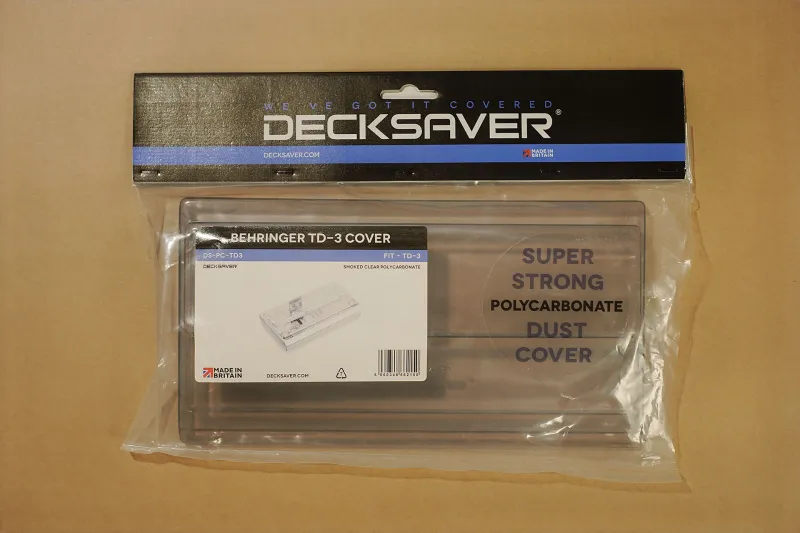 WE'VE GOT IT COVERED
DECKSAVER®
DECKSAVER.COM
MADE IN
BRITAIN
BEHRINGER TD-3 COVER
DS-PC-TD3
FIT - TD-3
DECKSAVER
SMOKED CLEAR POLYCARBONATE
MADE IN
BRITAIN
DECKSAVER.COM
SUPER
STRONG
POLYCARBONATE
DUST
COVER